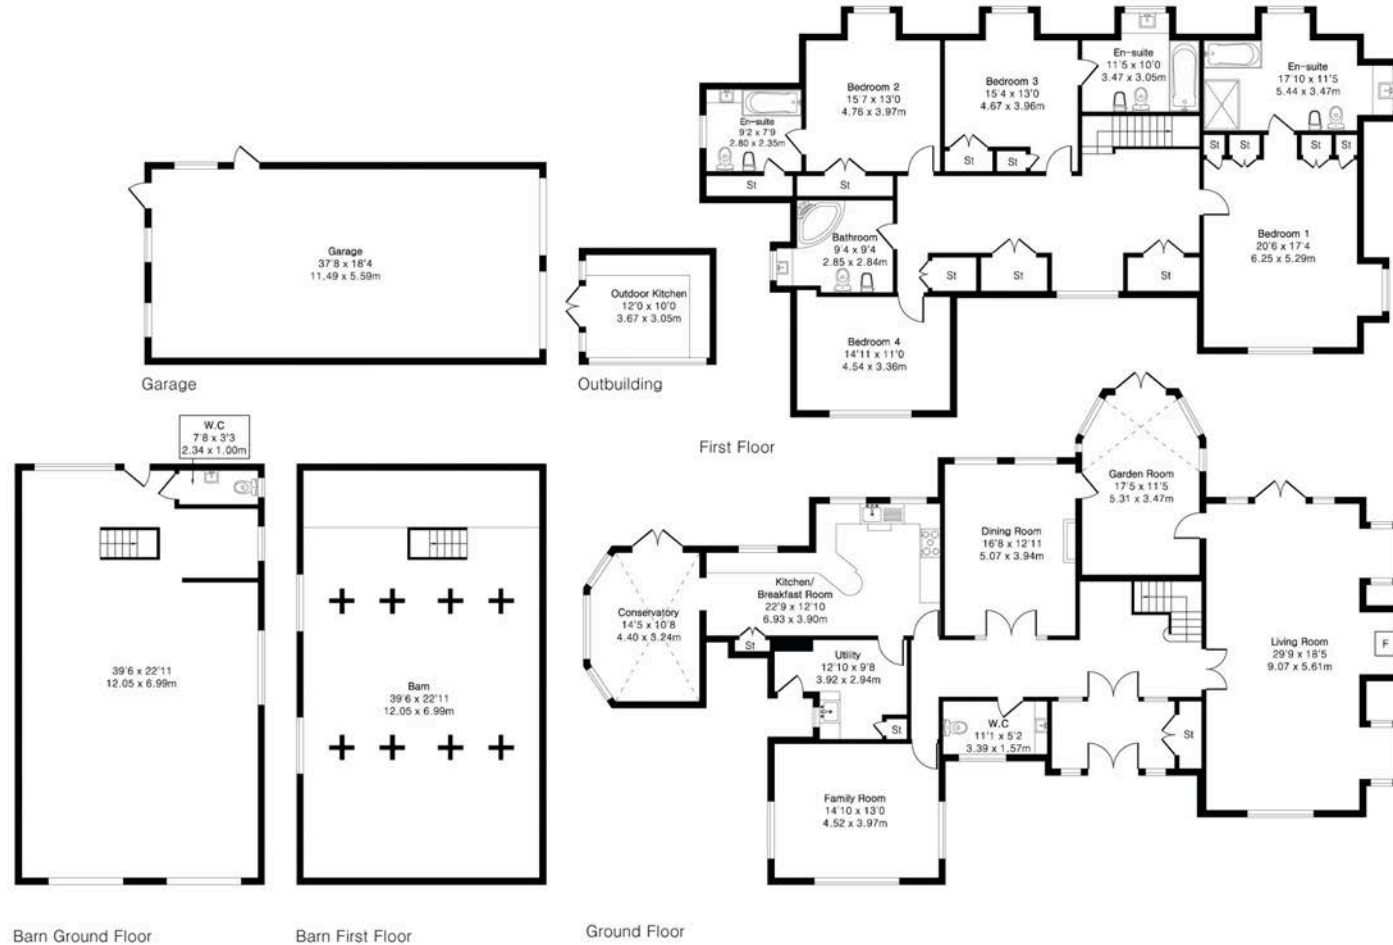 Bedroom 2
15'7 x 13'0
4.76 x 3.97m
Bedroom 3
15'4 x 13'0
4.67 x 3.96m
En-suite
11'5 x 10'0
3.47 x 3.05m
En-suite
17'10 x 11'5
5.44 x 3.47m
En-suite
9'2 x 7'9
2.80 x 2.35m
St
St
St
St
St
St
St
St
Bathroom
9'4 x 9'4
2.85 x 2.84m
St
St
St
Bedroom 1
20'6 x 17'4
6.25 x 5.29m
Bedroom 4
14'11 x 11'0
4.54 x 3.36m
First Floor
Garage
37'8 x 18'4
11.49 x 5.59m
Garage
Outdoor Kitchen
12'0 x 10'0
3.67 x 3.05m
Outbuilding
W.C
7'8 x 3'3
2.34 x 1.00m
39'6 x 22'11
12.05 x 6.99m
Barn Ground Floor
Barn
39'6 x 22'11
12.05 x 6.99m
Barn First Floor
Garden Room
17'5 x 11'5
5.31 x 3.47m
Dining Room
16'8 x 12'11
5.07 x 3.94m
Kitchen/
Breakfast Room
22'9 x 12'10
6.93 x 3.90m
Conservatory
14'5 x 10'8
4.40 x 3.24m
St
Utility
12'10 x 9'8
3.92 x 2.94m
St
W.C
11'1 x 5'2
3.39 x 1.57m
St
Living Room
29'9 x 18'5
9.07 x 5.61m
F
Family Room
14'10 x 13'0
4.52 x 3.97m
Ground Floor